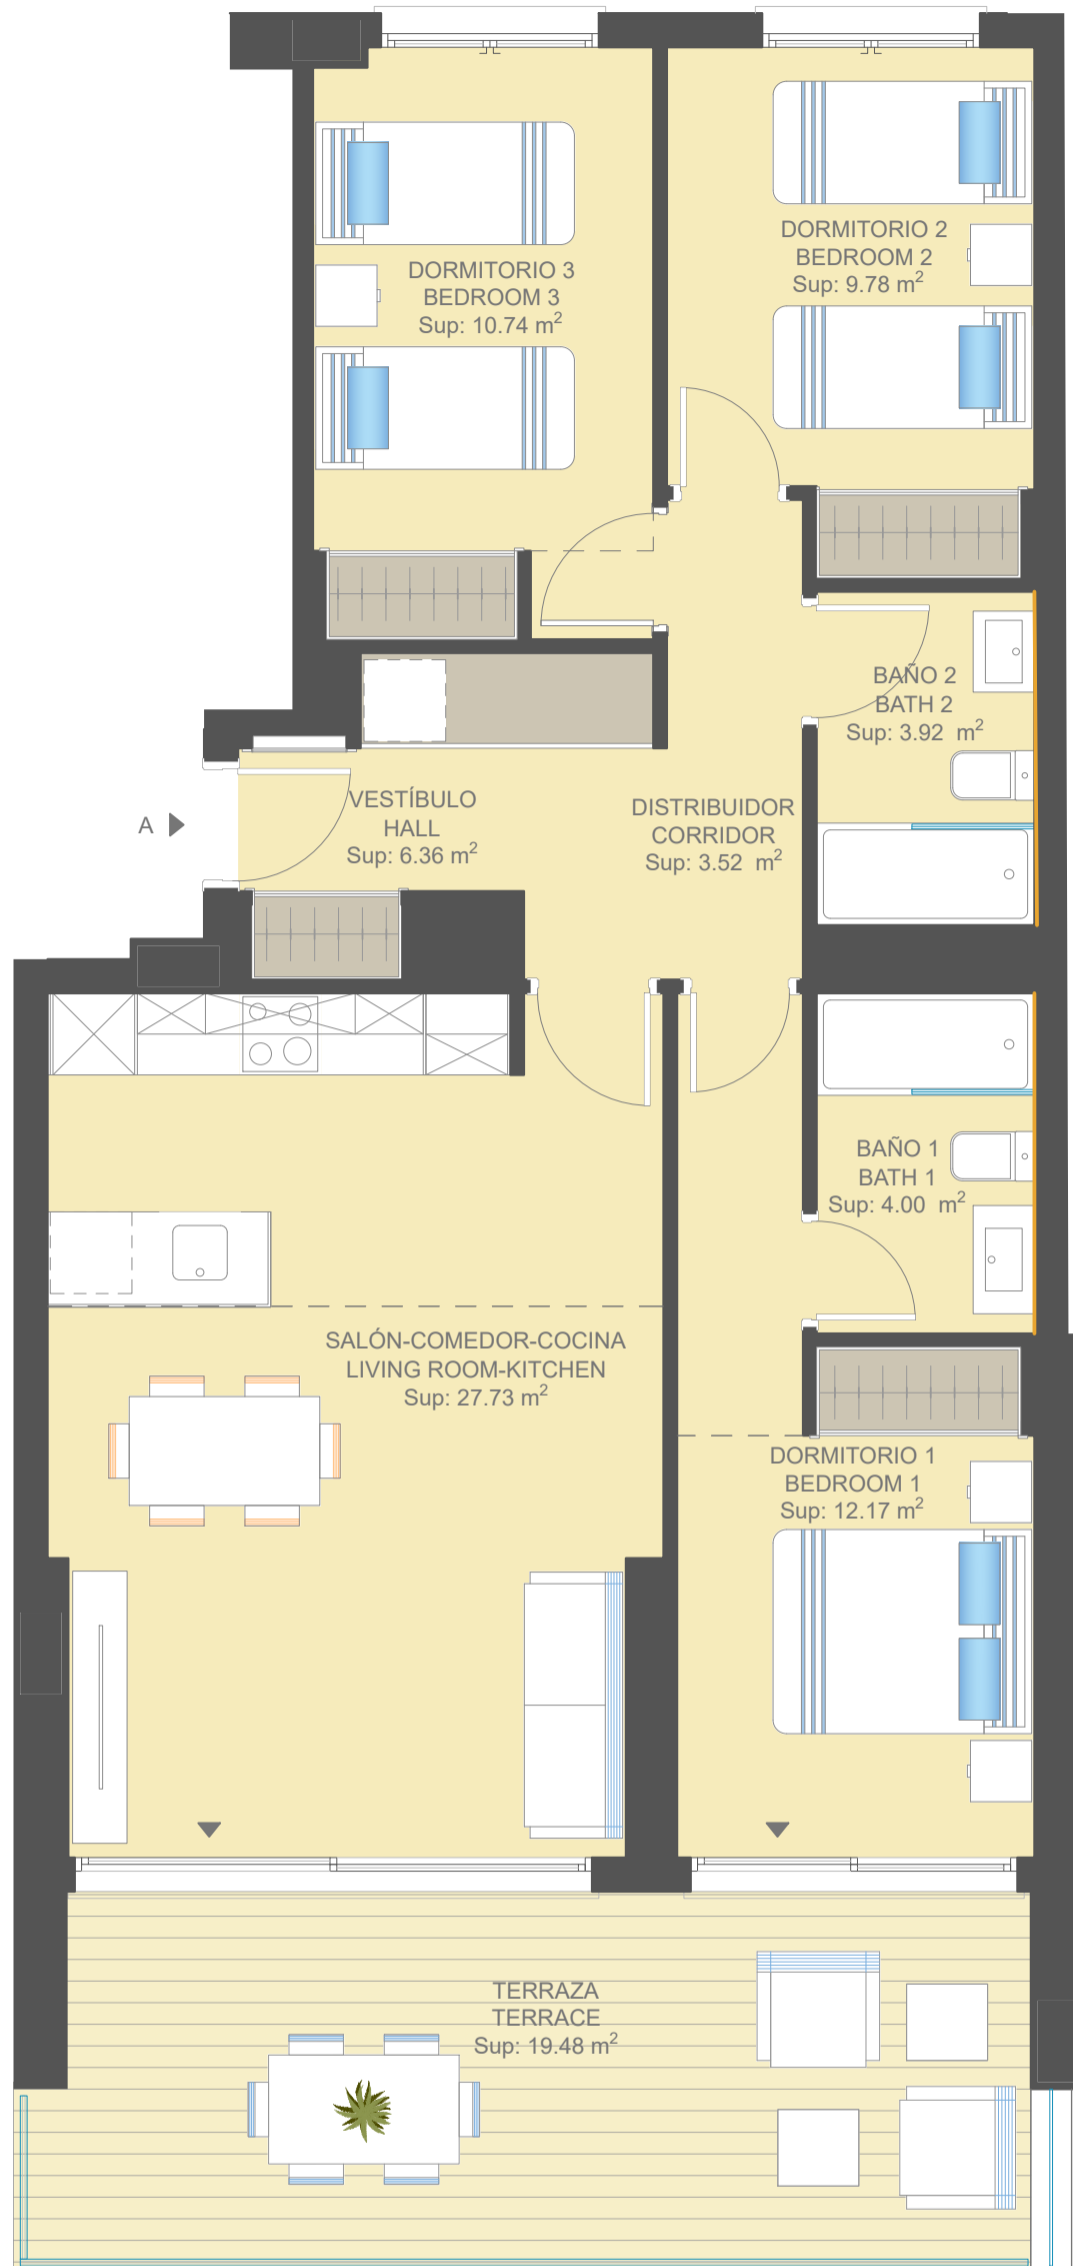 DORMITORIO 2
BEDROOM 2
Sup: 9.78 m²
DORMITORIO 3
BEDROOM 3
Sup: 10.74 m²
BAÑO 2
BATH 2
Sup: 3.92 m²
A
VESTÍBULO
HALL
Sup: 6.36 m²
DISTRIBUIDOR
CORRIDOR
Sup: 3.52 m²
BAÑO 1
BATH 1
Sup: 4.00 m²
SALÓN-COMEDOR-COCINA
LIVING ROOM-KITCHEN
Sup: 27.73 m²
DORMITORIO 1
BEDROOM 1
Sup: 12.17 m²
TERRAZA
TERRACE
Sup: 19.48 m²